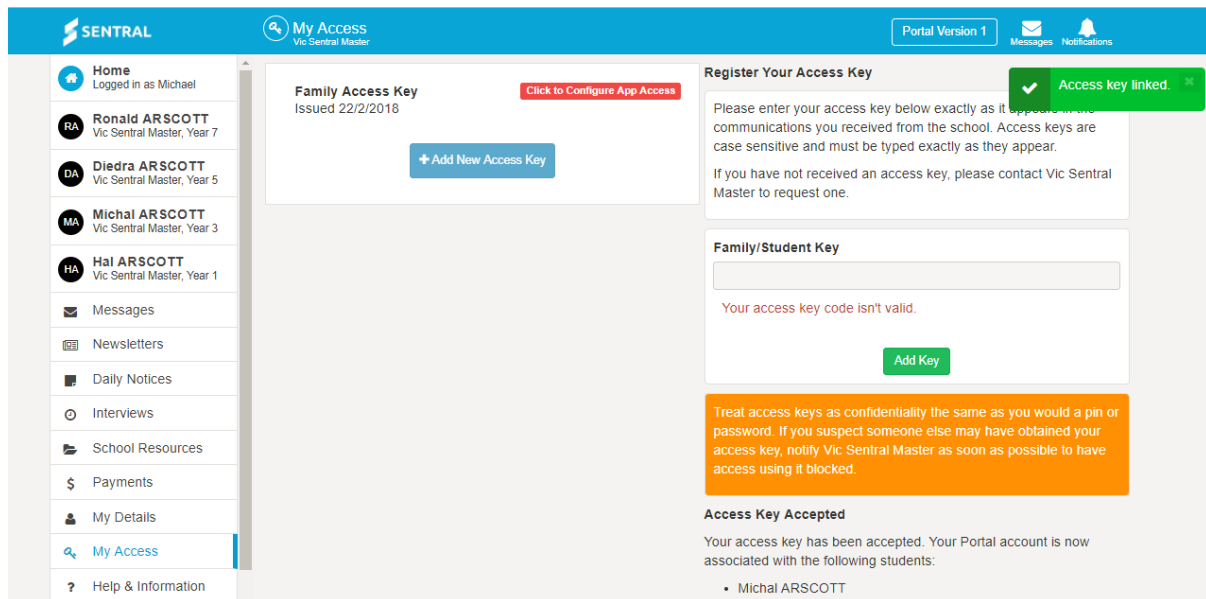 SENTRAL
My Access
Vic Sentral Master
Portal Version 1
Messages
Notifications
Home
Logged in as Michael
RA
Ronald ARSCOTT
Vic Sentral Master, Year 7
DA
Diedra ARSCOTT
Vic Sentral Master, Year 5
MA
Michal ARSCOTT
Vic Sentral Master, Year 3
HA
Hal ARSCOTT
Vic Sentral Master, Year 1
Messages
Newsletters
Daily Notices
Interviews
School Resources
$ Payments
My Details
My Access
? Help & Information
Family Access Key
Issued 22/2/2018
Click to Configure App Access
+ Add New Access Key
Register Your Access Key
Access key linked.
Please enter your access key below exactly as it appears in the
communications you received from the school. Access keys are
case sensitive and must be typed exactly as they appear.
If you have not received an access key, please contact Vic Sentral
Master to request one.
Family/Student Key
Your access key code isn't valid.
Add Key
Treat access keys as confidentiality the same as you would a pin or
password. If you suspect someone else may have obtained your
access key, notify Vic Sentral Master as soon as possible to have
access using it blocked.
Access Key Accepted
Your access key has been accepted. Your Portal account is now
associated with the following students:
• Michal ARSCOTT